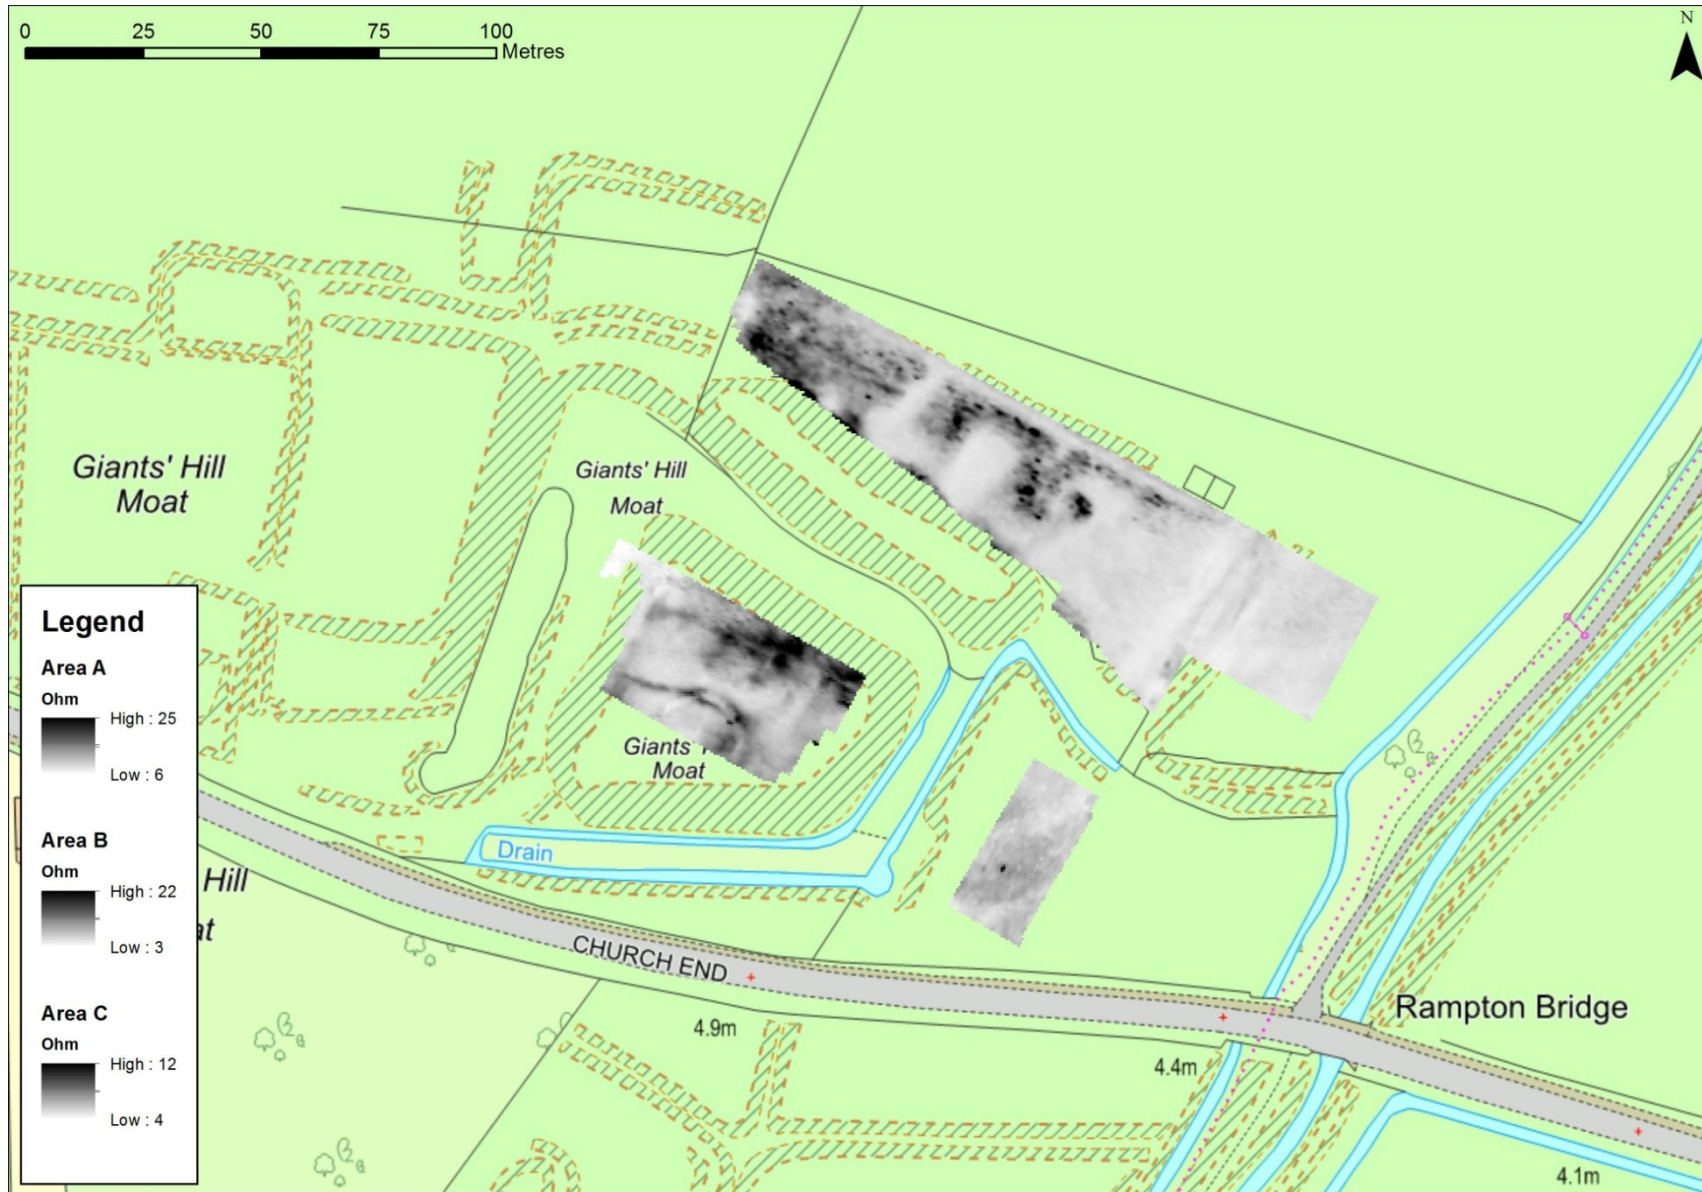 0 25 50 75 100
Metres
N
Giants' Hill
Moat
Giants' Hill
Moat
Giants'
Moat
Drain
Hill
CHURCH END
4.9m
4.4m
Rampton Bridge
4.1m
Legend
Area A
Ohm
High : 25
Low : 6
Area B
Ohm
High : 22
Low : 3
Area C
Ohm
High : 12
Low : 4